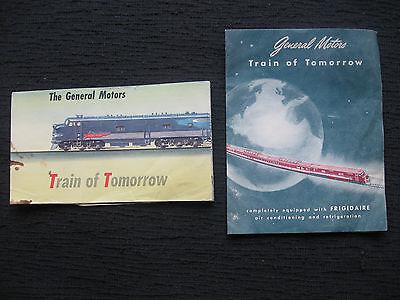 The General Motors
Train of Tomorrow
General Motors
Train of Tomorrow
completely equipped with FRIGIDAIRE
air conditioning and refrigeration